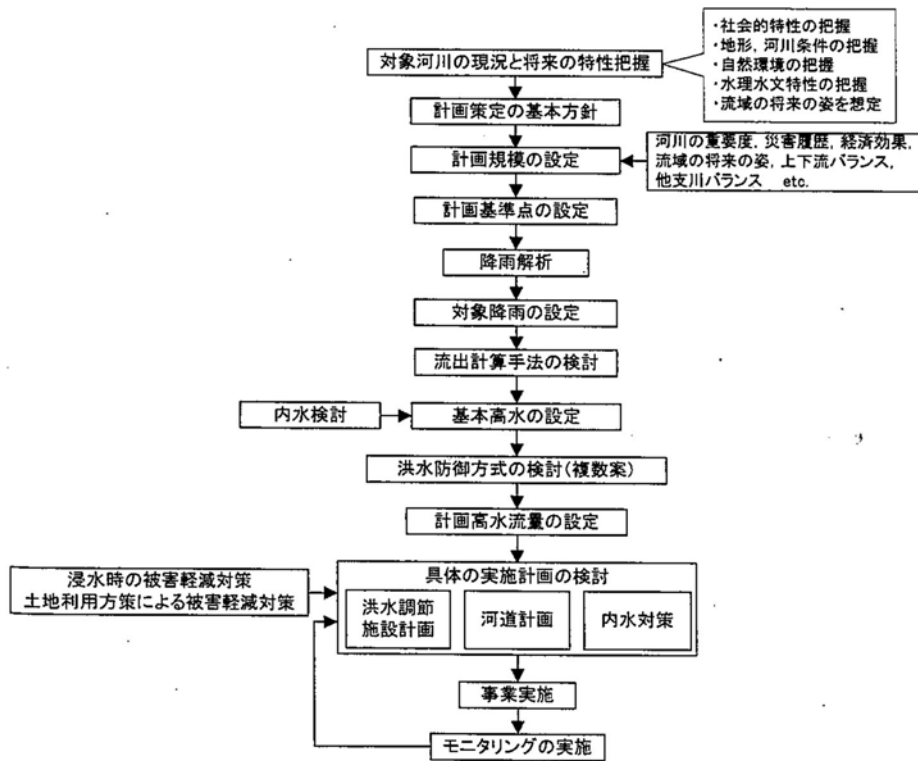 ・社会的特性の把握
・地形，河川条件の把握
・自然環境の把握
・水理水文特性の把握
・流域の将来の姿を想定
対象河川の現況と将来の特性把握
計画策定の基本方針
計画規模の設定
河川の重要度，災害履歴，経済効果，
流域の将来の姿，上下流バランス，
他支川バランス　etc.
計画基準点の設定
降雨解析
対象降雨の設定
流出計算手法の検討
内水検討
基本高水の設定
洪水防御方式の検討(複数案)
計画高水流量の設定
浸水時の被害軽減対策
土地利用方策による被害軽減対策
具体の実施計画の検討
洪水調節
施設計画
河道計画
内水対策
事業実施
モニタリングの実施